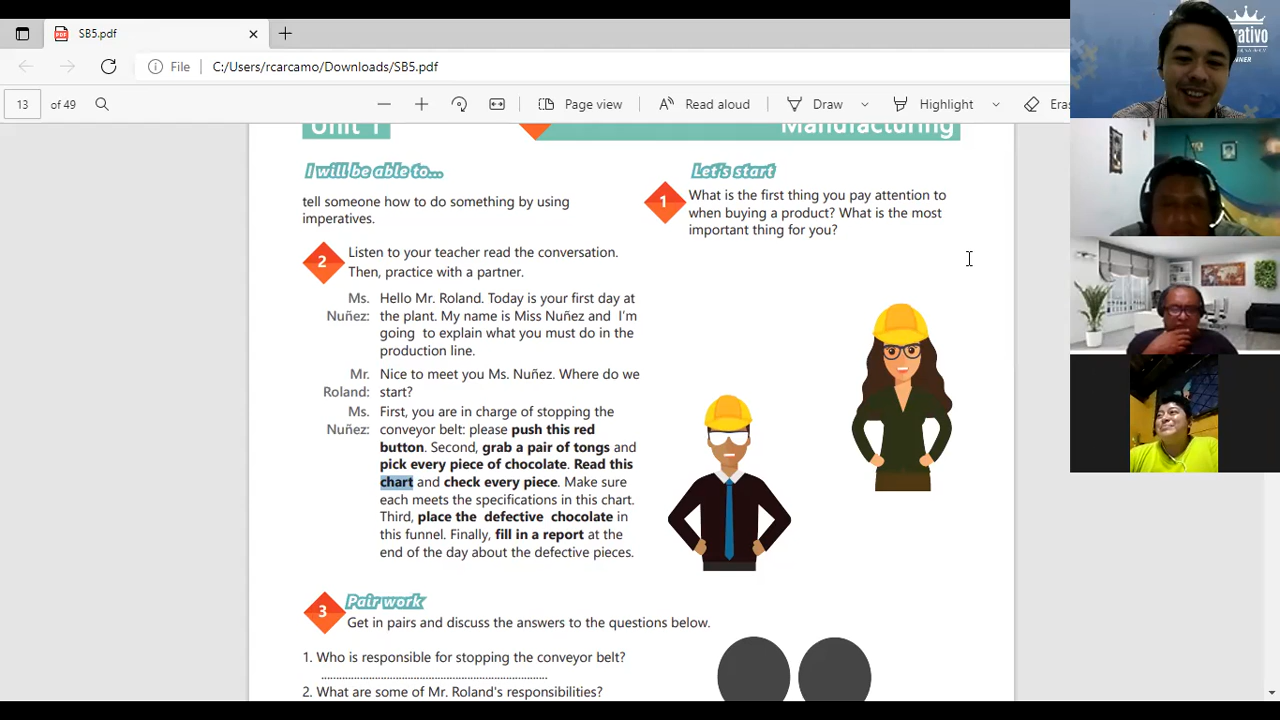 SB5.pdf
File
C:/Users/rcarcamo/Downloads/SB5.pdf
13
of 49
Page view
Read aloud
Draw
Highlight
Unit 1
Manufacturing
I will be able to...
tell someone how to do something by using
imperatives.
2
Listen to your teacher read the conversation.
Then, practice with a partner.
Ms. Hello Mr. Roland. Today is your first day at
Nuñez: the plant. My name is Miss Nuñez and I'm
going to explain what you must do in the
production line.
Mr. Nice to meet you Ms. Nuñez. Where do we
Roland: start?
Ms. First, you are in charge of stopping the
Nuñez: conveyor belt: please push this red
button. Second, grab a pair of tongs and
pick every piece of chocolate. Read this
chart and check every piece. Make sure
each meets the specifications in this chart.
Third, place the defective chocolate in
this funnel. Finally, fill in a report at the
end of the day about the defective pieces.
Let's start
1
What is the first thing you pay attention to
when buying a product? What is the most
important thing for you?
3
Pair work
Get in pairs and discuss the answers to the questions below.
1. Who is responsible for stopping the conveyor belt?
2. What are some of Mr. Roland's responsibilities?